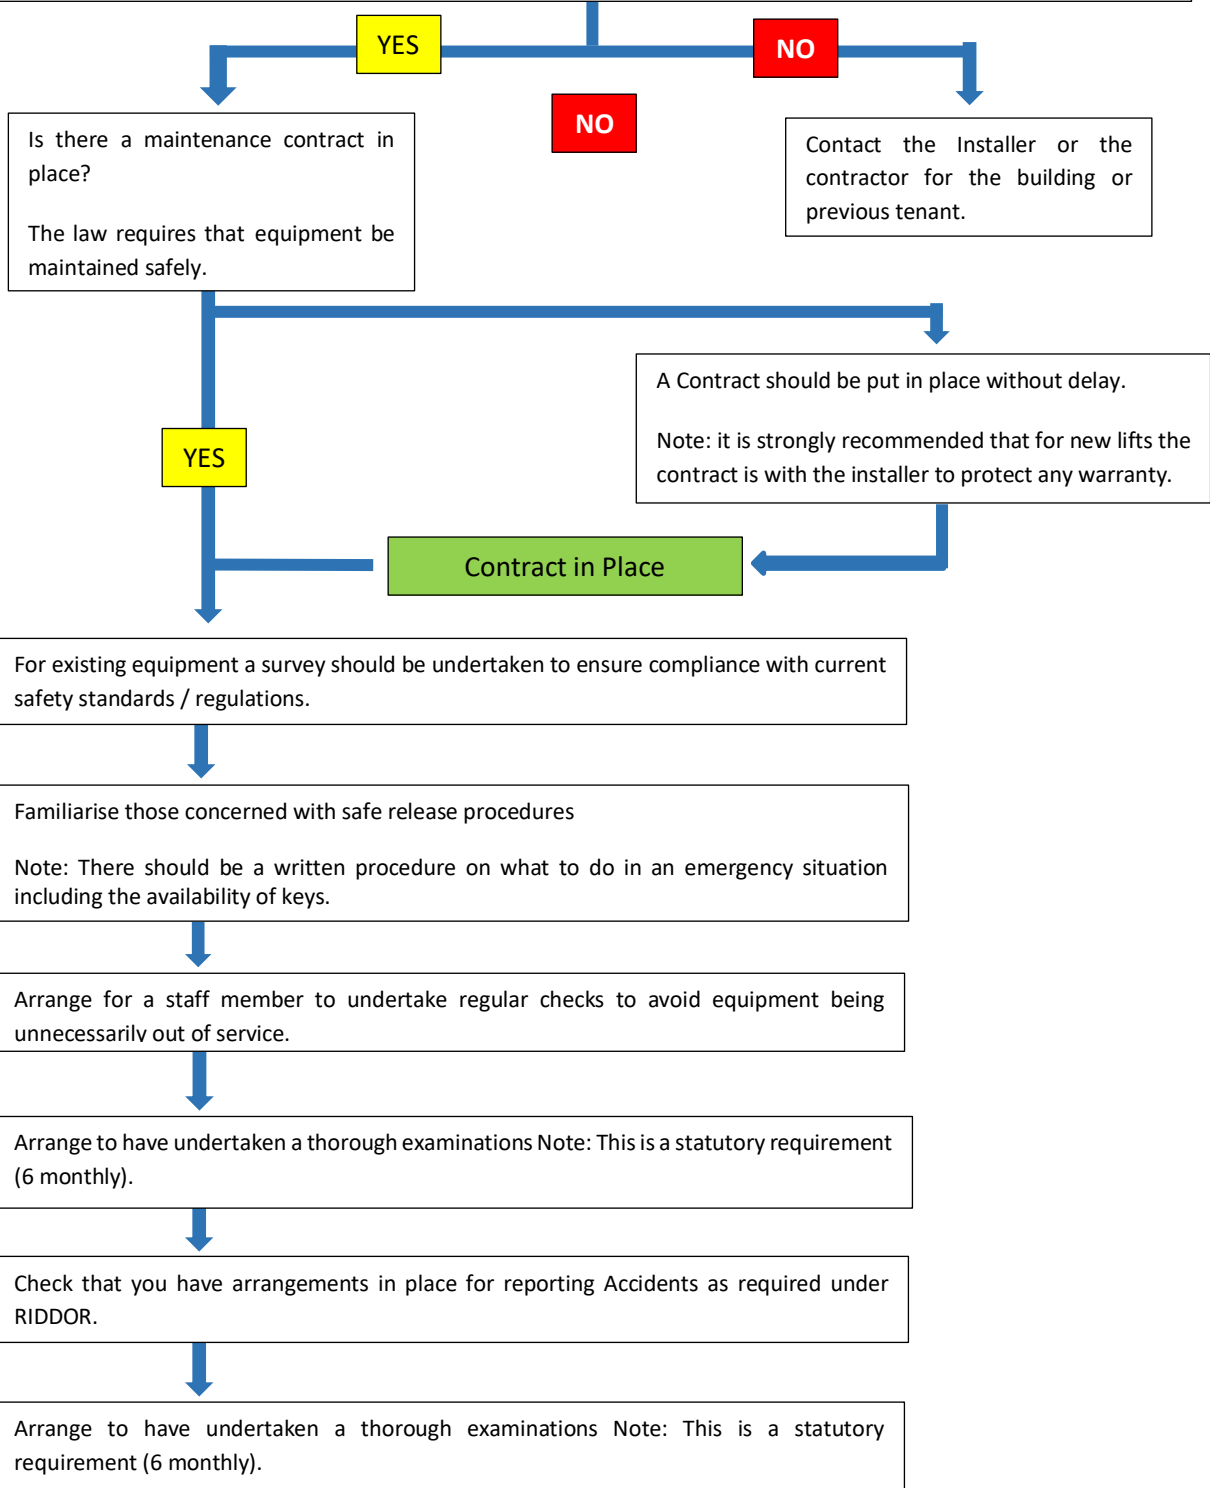 YES
NO
NO
Is there a maintenance contract in
place?
The law requires that equipment be
maintained safely.
Contact the Installer or the
contractor for the building or
previous tenant.
A Contract should be put in place without delay.
Note: it is strongly recommended that for new lifts the
contract is with the installer to protect any warranty.
YES
Contract in Place
For existing equipment a survey should be undertaken to ensure compliance with current
safety standards / regulations.
Familiarise those concerned with safe release procedures
Note: There should be a written procedure on what to do in an emergency situation
including the availability of keys.
Arrange for a staff member to undertake regular checks to avoid equipment being
unnecessarily out of service.
Arrange to have undertaken a thorough examinations Note: This is a statutory requirement
(6 monthly).
Check that you have arrangements in place for reporting Accidents as required under
RIDDOR.
Arrange to have undertaken a thorough examinations Note: This is a statutory
requirement (6 monthly).